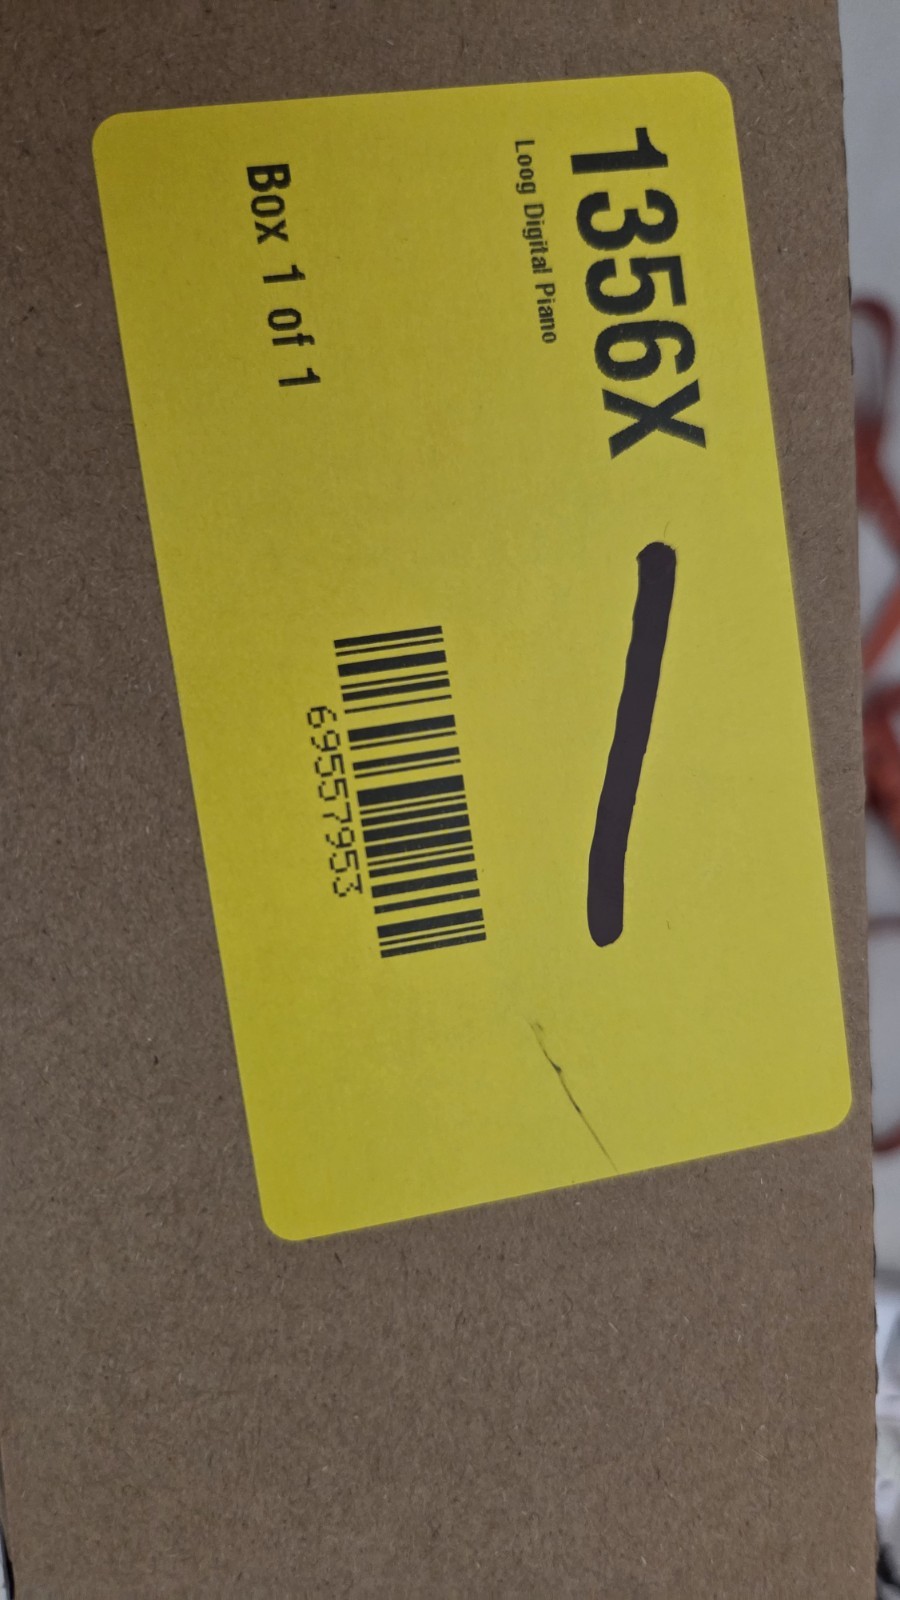 1356X
Loog Digital Piano
69557953
Box 1 of 1